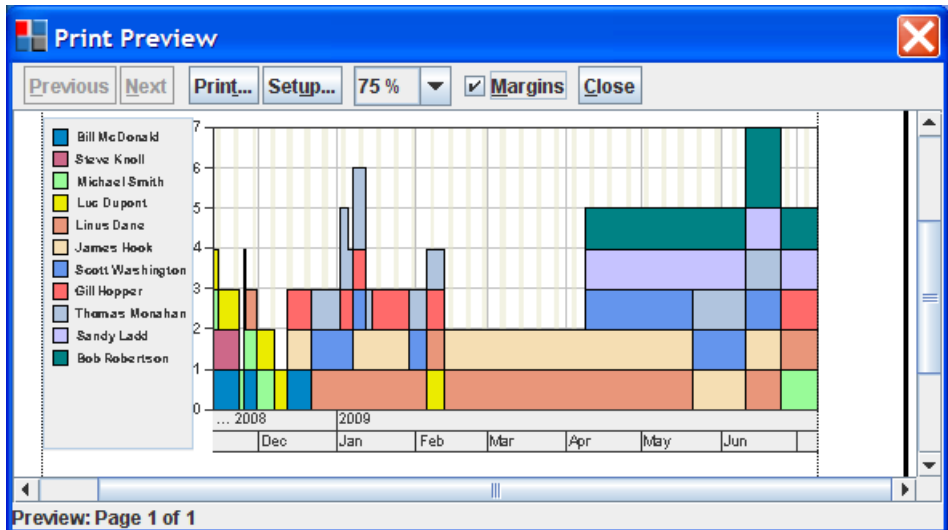 Print Preview
Previous Next Print... Setup... 75 % Margins Close
Bill McDonald
Steve Knoll
Michael Smith
Luc Dupont
Linus Dane
James Hook
Scott Washington
Gill Hopper
Thomas Monahan
Sandy Ladd
Bob Robertson
7
6
5
4
3
2
1
0
... 2008 2009
Dec Jan Feb Mar Apr May Jun
Preview: Page 1 of 1